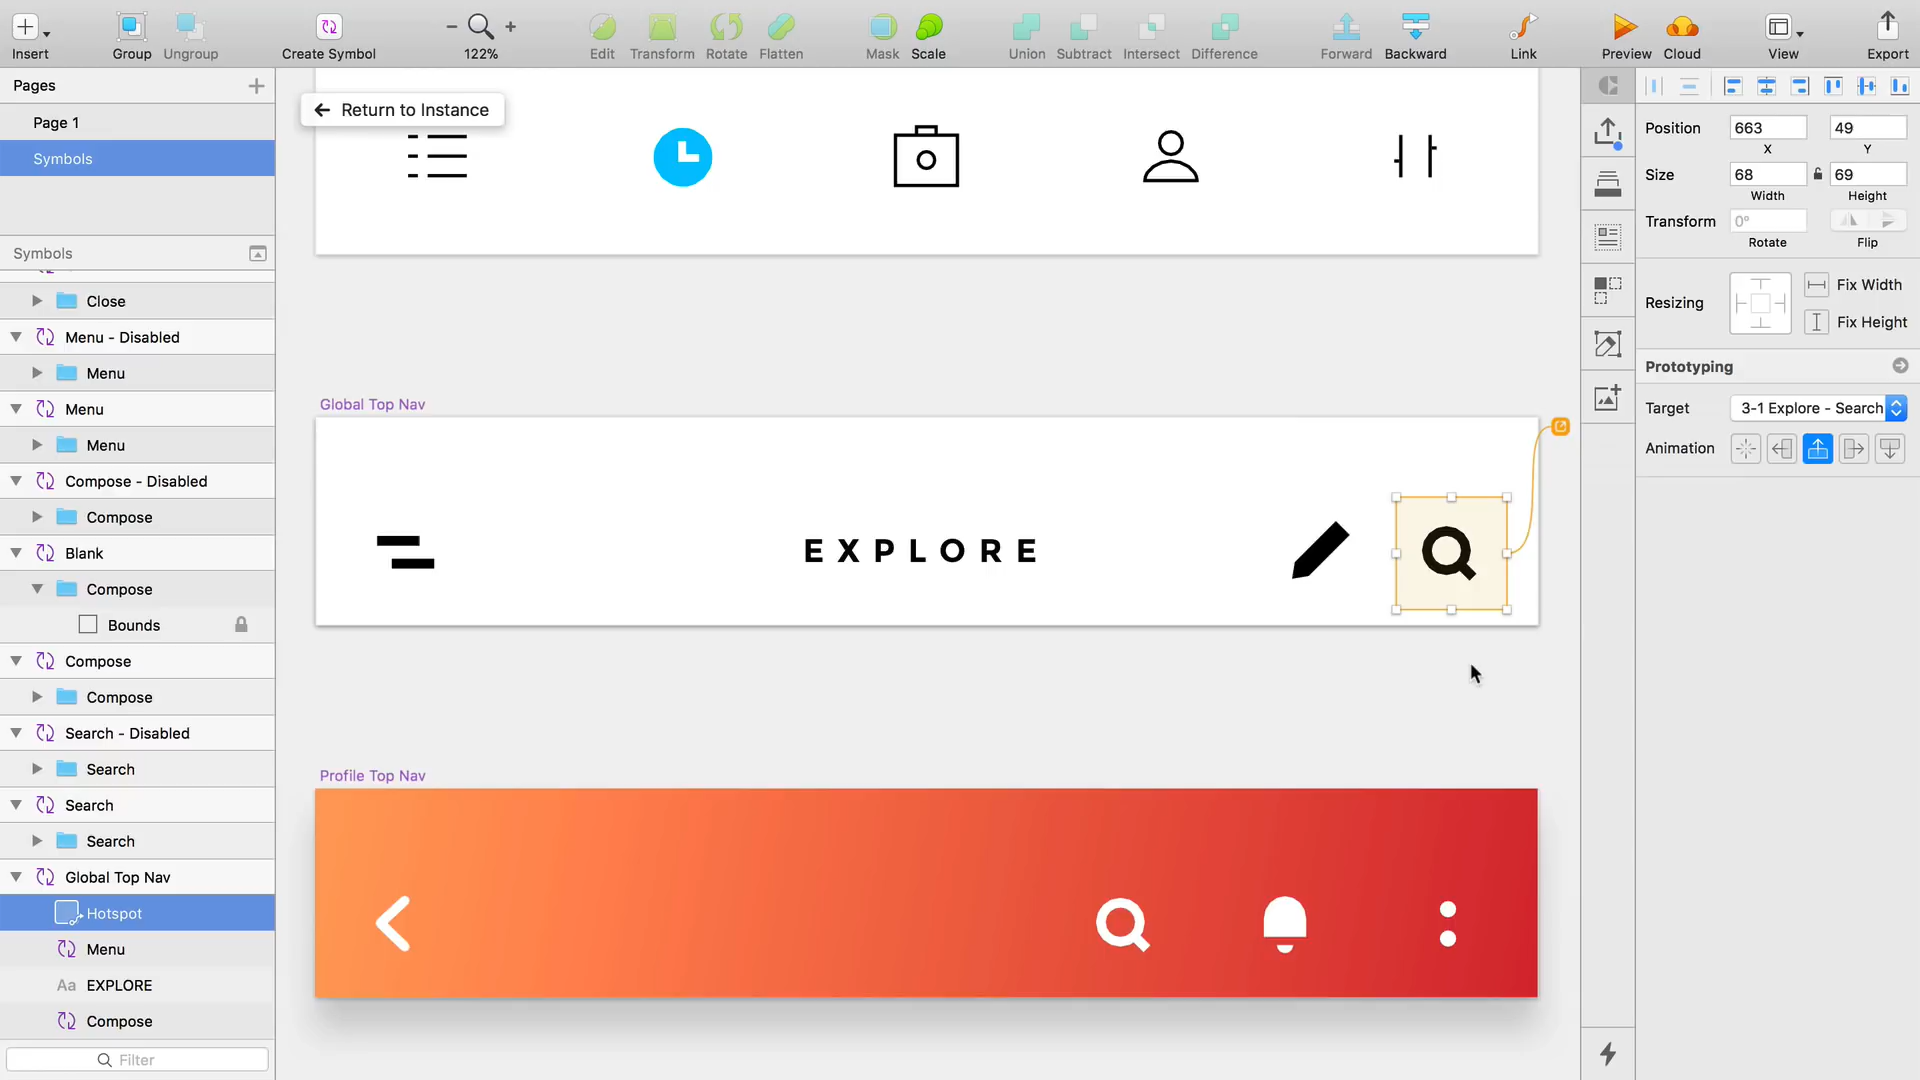 Insert
Group
Ungroup
Create Symbol
122%
Edit
Transform
Rotate
Flatten
Mask
Scale
Union
Subtract
Intersect
Difference
Forward
Backward
Link
Preview
Cloud
View
Export
Pages
Page 1
Symbols
Symbols
Close
Menu - Disabled
Menu
Menu
Menu
Compose - Disabled
Compose
Blank
Compose
Bounds
Compose
Compose
Search - Disabled
Search
Search
Search
Global Top Nav
Hotspot
Menu
Aa EXPLORE
Compose
Filter
Return to Instance
Global Top Nav
EXPLORE
Profile Top Nav
Position 663 49
X Y
Size 68 69
Width Height
Transform 0°
Rotate Flip
Resizing
Fix Width
Fix Height
Prototyping
Target 3-1 Explore - Search
Animation